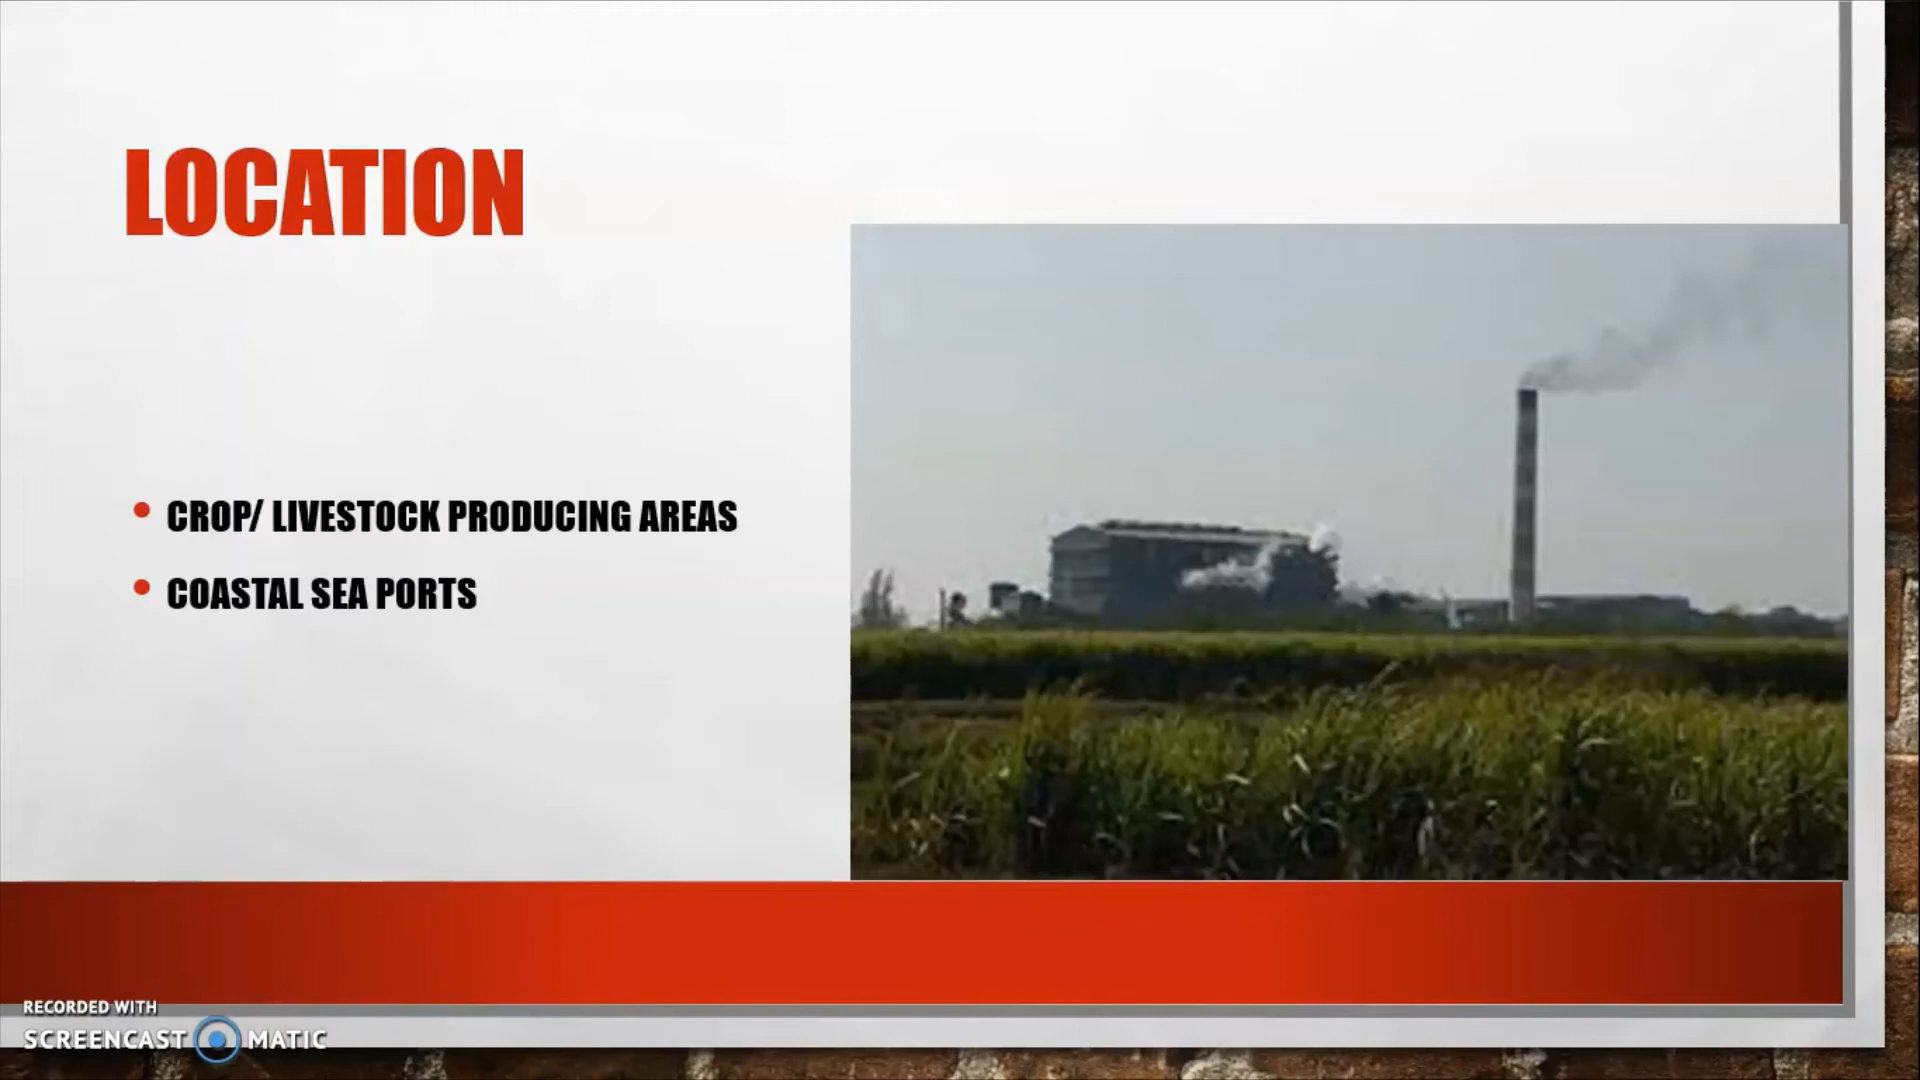 LOCATION
CROP/ LIVESTOCK PRODUCING AREAS
COASTAL SEA PORTS
RECORDED WITH
SCREENCAST MATIC